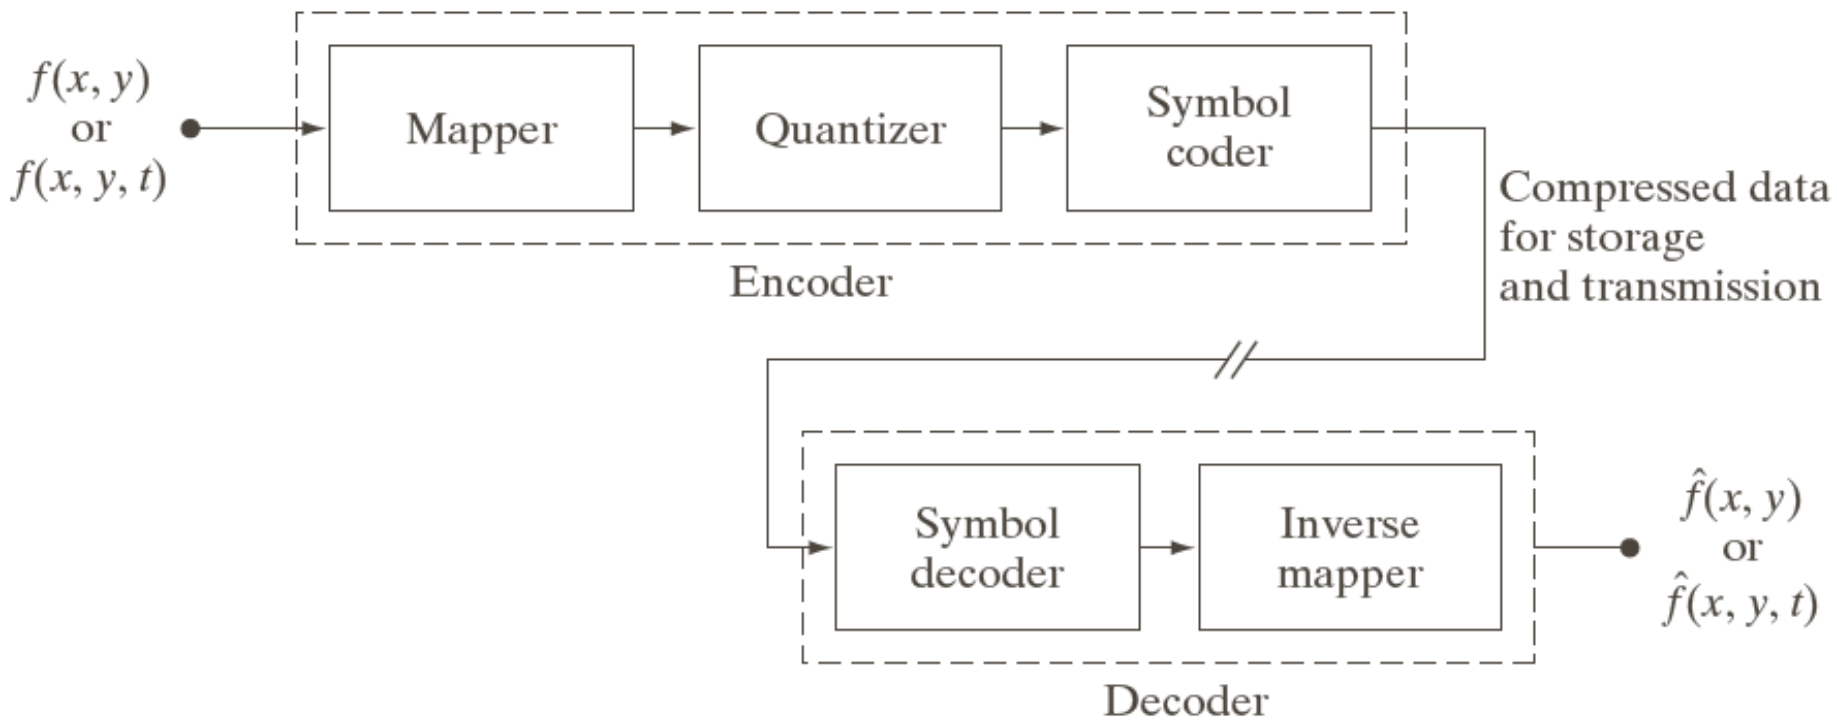 f(x, y)
or
f(x, y, t)
Mapper
Quantizer
Symbol
coder
Encoder
Compressed data
for storage
and transmission
Symbol
decoder
Inverse
mapper
Decoder
f̂(x, y)
or
f̂(x, y, t)